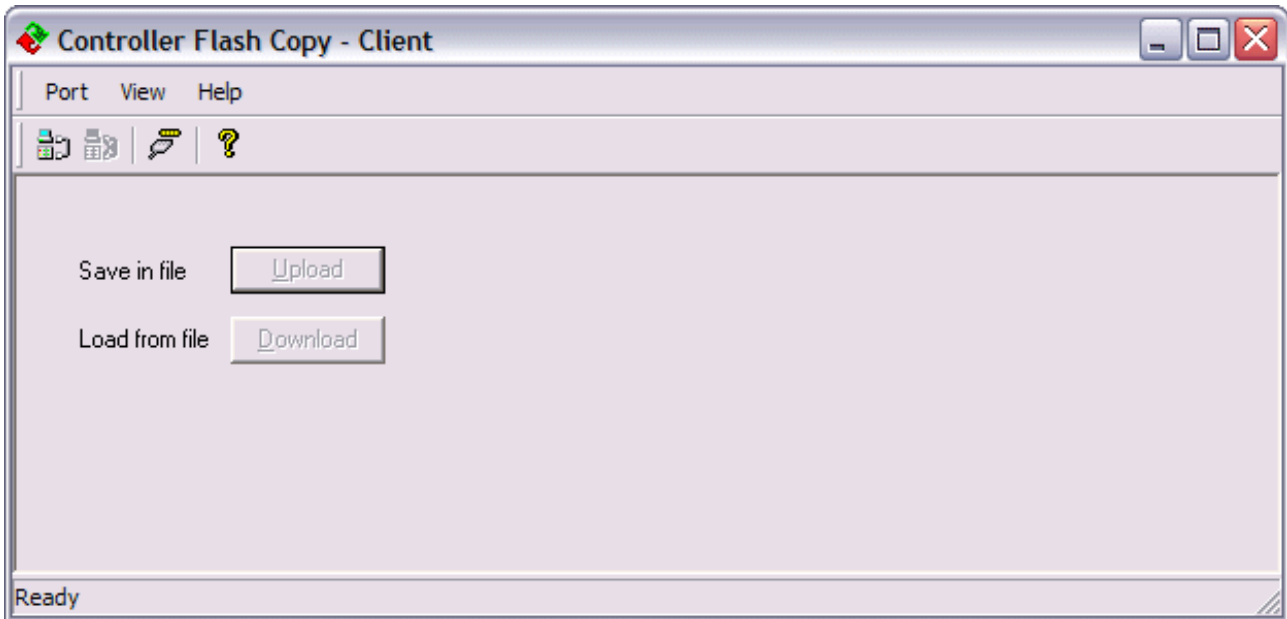 Controller Flash Copy - Client
Port View Help
Save in file Upload
Load from file Download
Ready